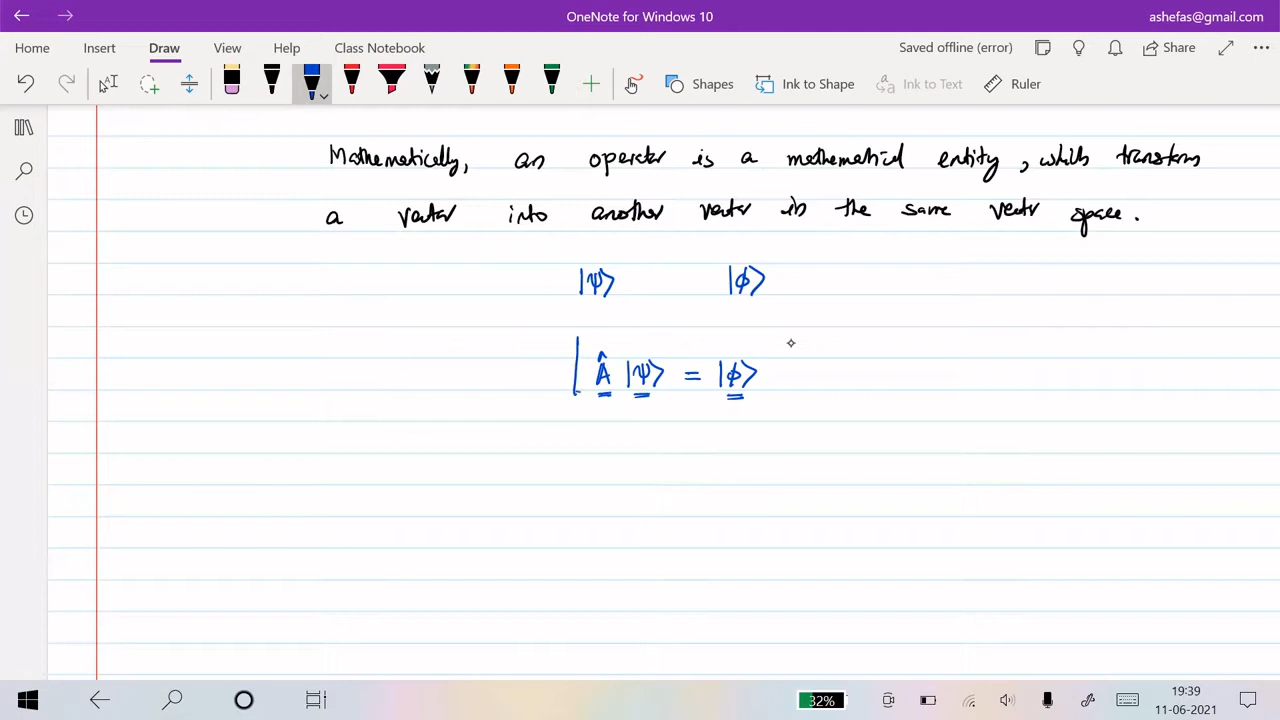 OneNote for Windows 10
ashefas@gmail.com
Home Insert Draw View Help Class Notebook
Saved offline (error) Share
Shapes Ink to Shape Ink to Text Ruler
Mathematically, an operator is a mathematical entity, which transforms
a vector into another vector in the same vector space.
|ψ⟩ |ϕ⟩
| Â |ψ⟩ = |ϕ⟩
32%
19:39
11-06-2021